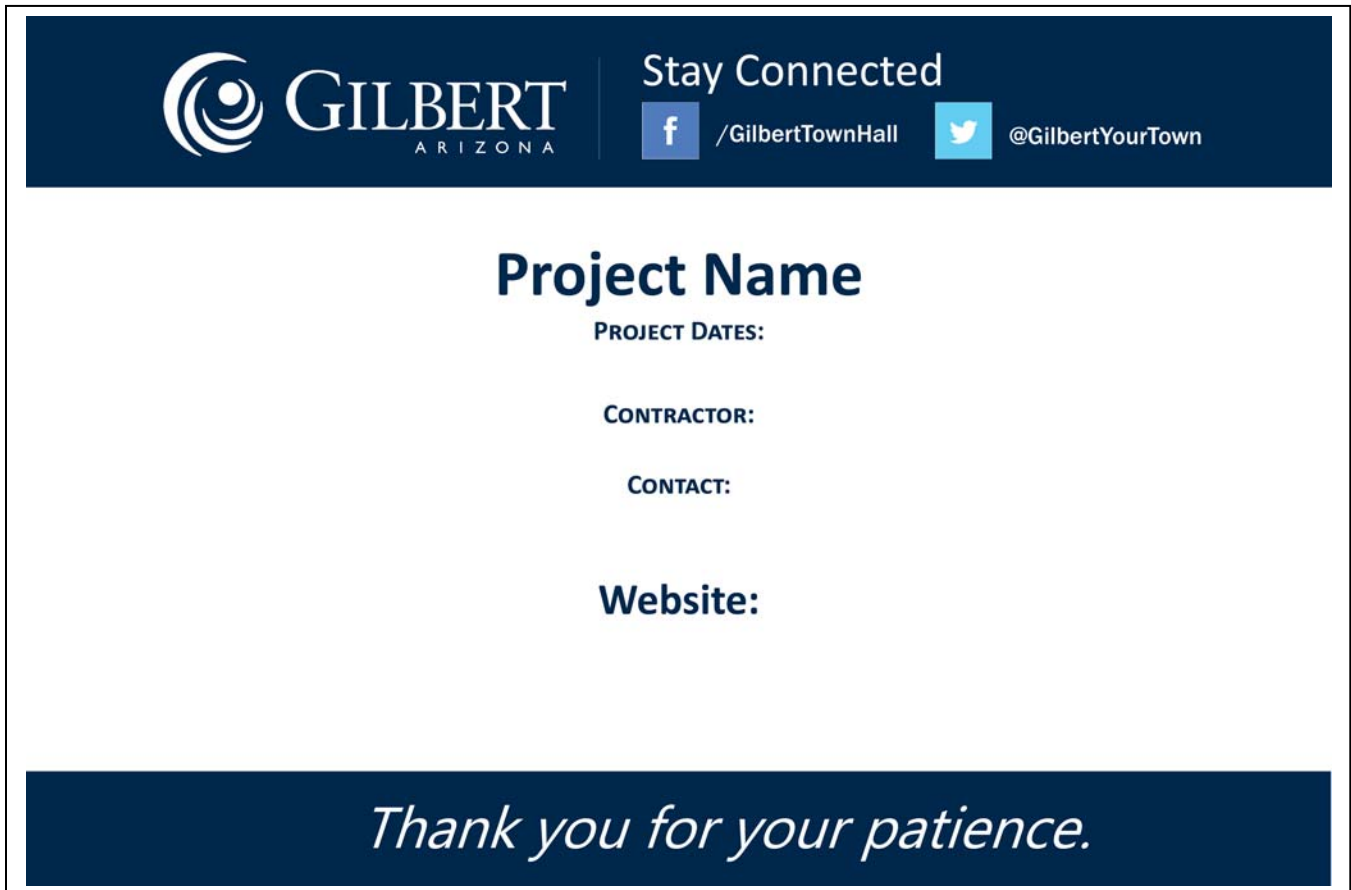 GILBERT
ARIZONA
Stay Connected
f /GilbertTownHall @GilbertYourTown
Project Name
PROJECT DATES:
CONTRACTOR:
CONTACT:
Website:
Thank you for your patience.